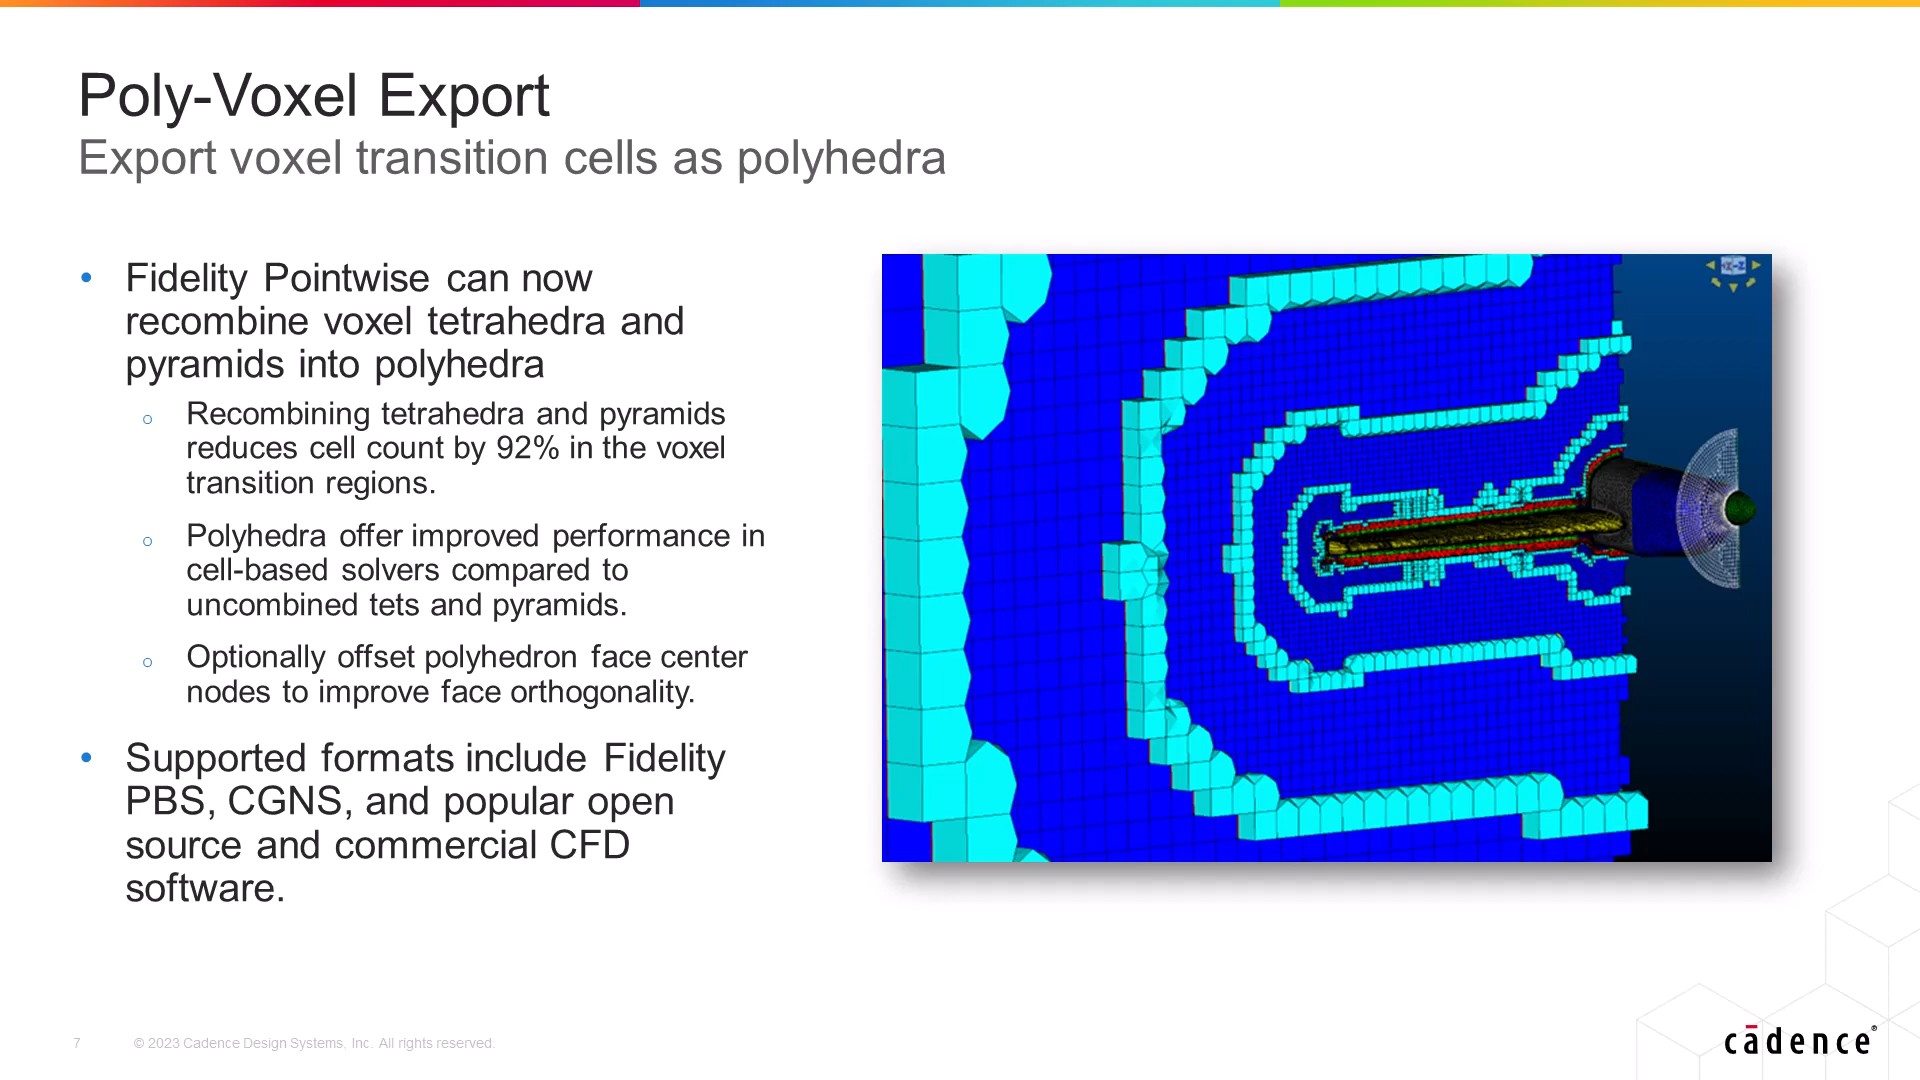 Poly-Voxel Export
Export voxel transition cells as polyhedra
• Fidelity Pointwise can now
recombine voxel tetrahedra and
pyramids into polyhedra
o Recombining tetrahedra and pyramids
reduces cell count by 92% in the voxel
transition regions.
o Polyhedra offer improved performance in
cell-based solvers compared to
uncombined tets and pyramids.
o Optionally offset polyhedron face center
nodes to improve face orthogonality.
• Supported formats include Fidelity
PBS, CGNS, and popular open
source and commercial CFD
software.
7 © 2023 Cadence Design Systems, Inc. All rights reserved.
cādence®